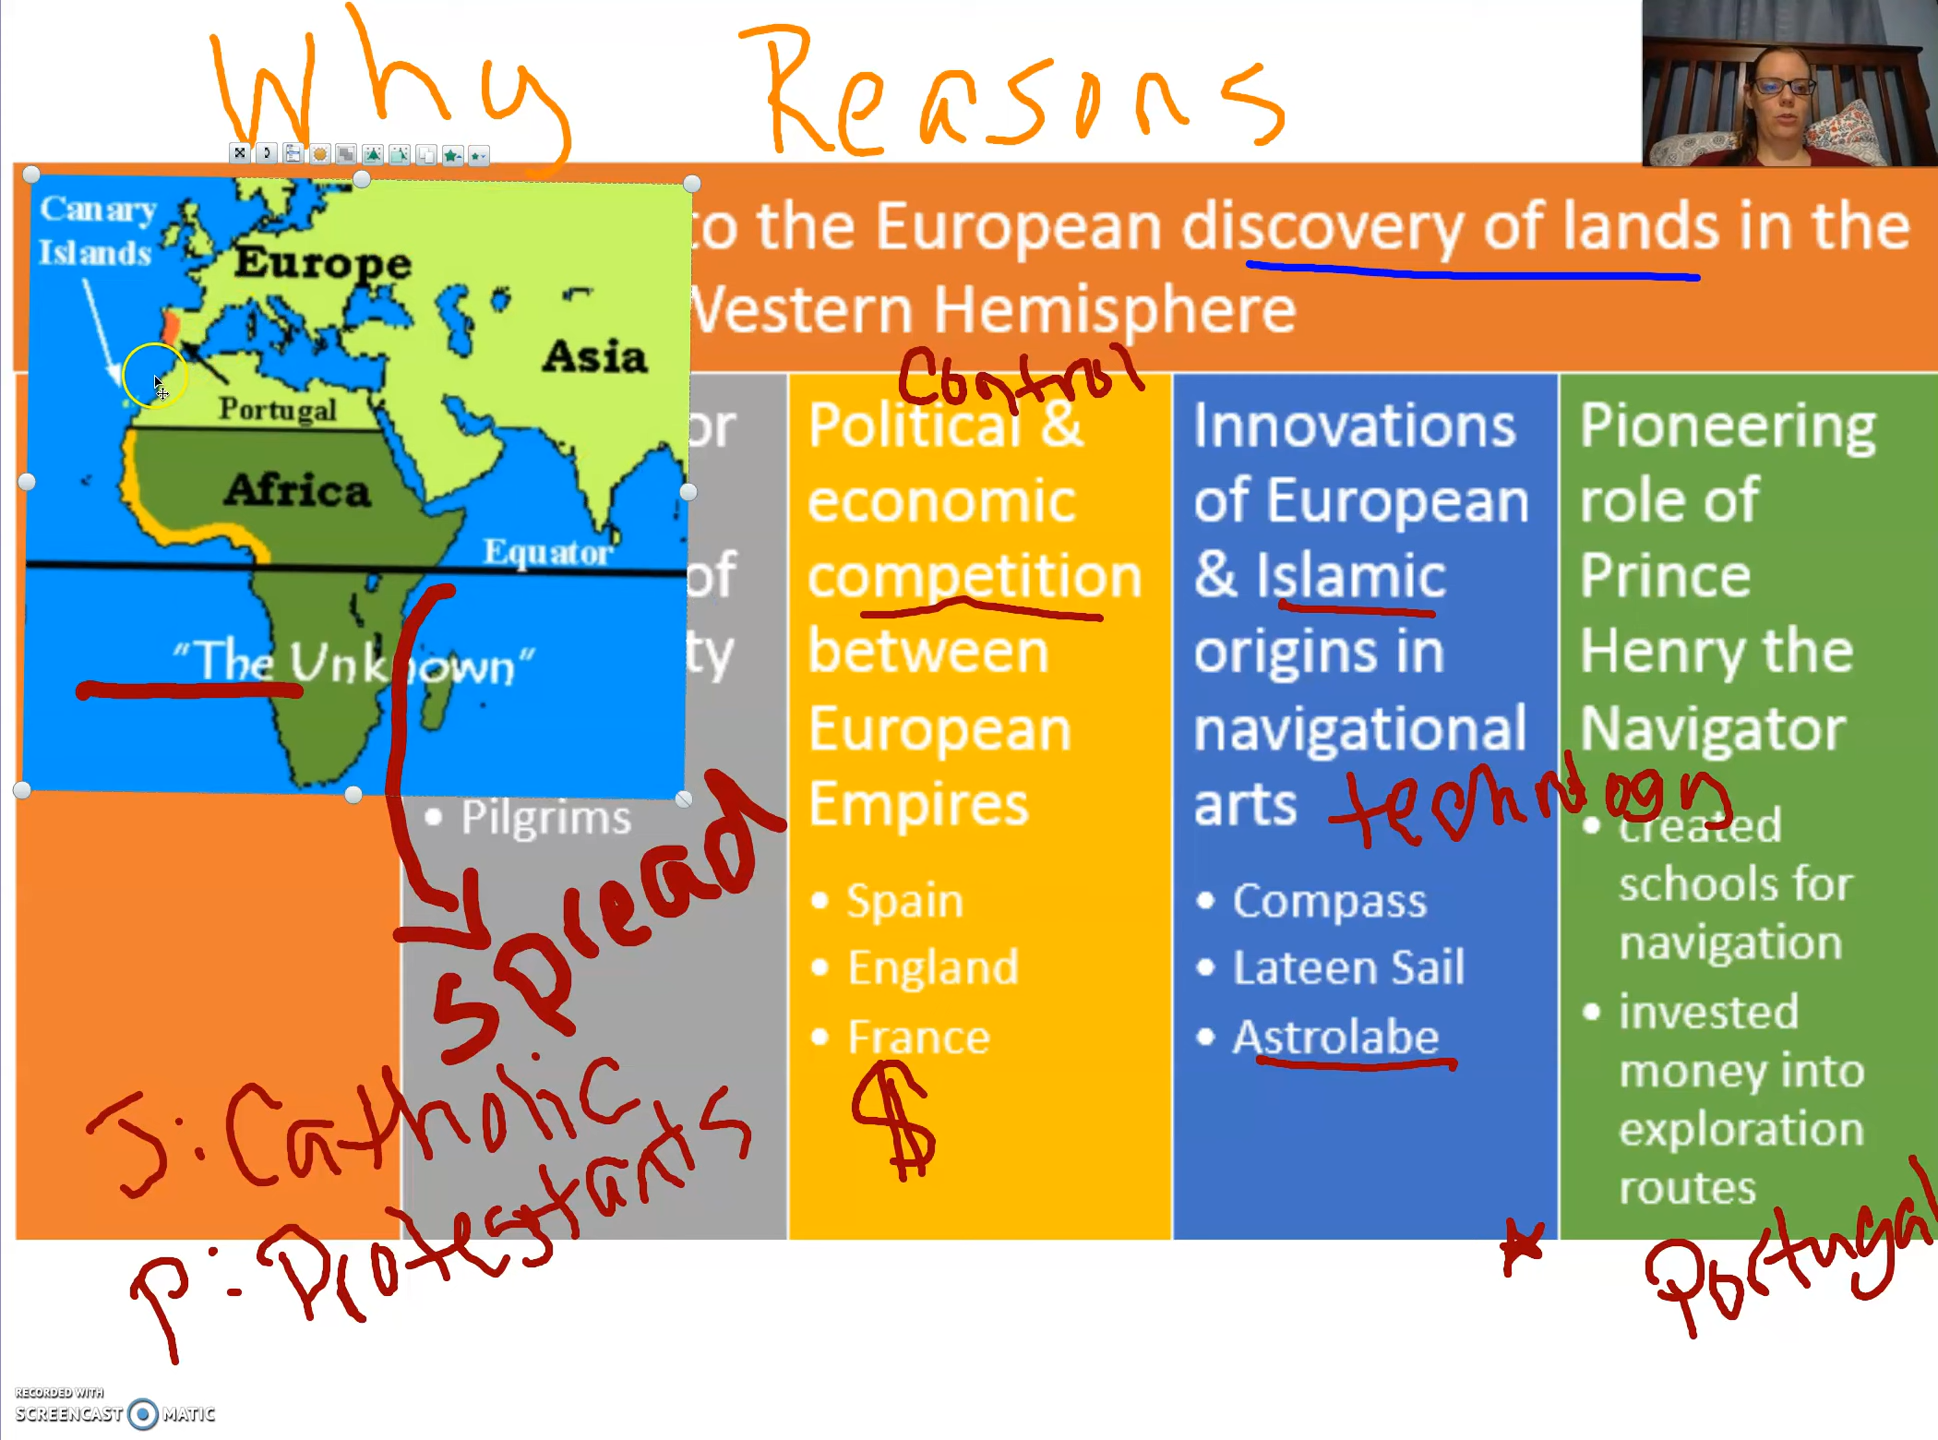 Why Reasons
to the European discovery of lands in the
Western Hemisphere
Canary
Islands
Europe
Asia
Portugal
Africa
Equator
"The Unknown"
or
of
ty
• Pilgrims
Spread
J: Catholic
P: Protestants
Control
Political &
economic
competition
between
European
Empires
• Spain
• England
• France
$
Innovations
of European
& Islamic
origins in
navigational
arts
technology
• Compass
• Lateen Sail
• Astrolabe
Pioneering
role of
Prince
Henry the
Navigator
• created
schools for
navigation
• invested
money into
exploration
routes
Portugal
RECORDED WITH
SCREENCAST MATIC